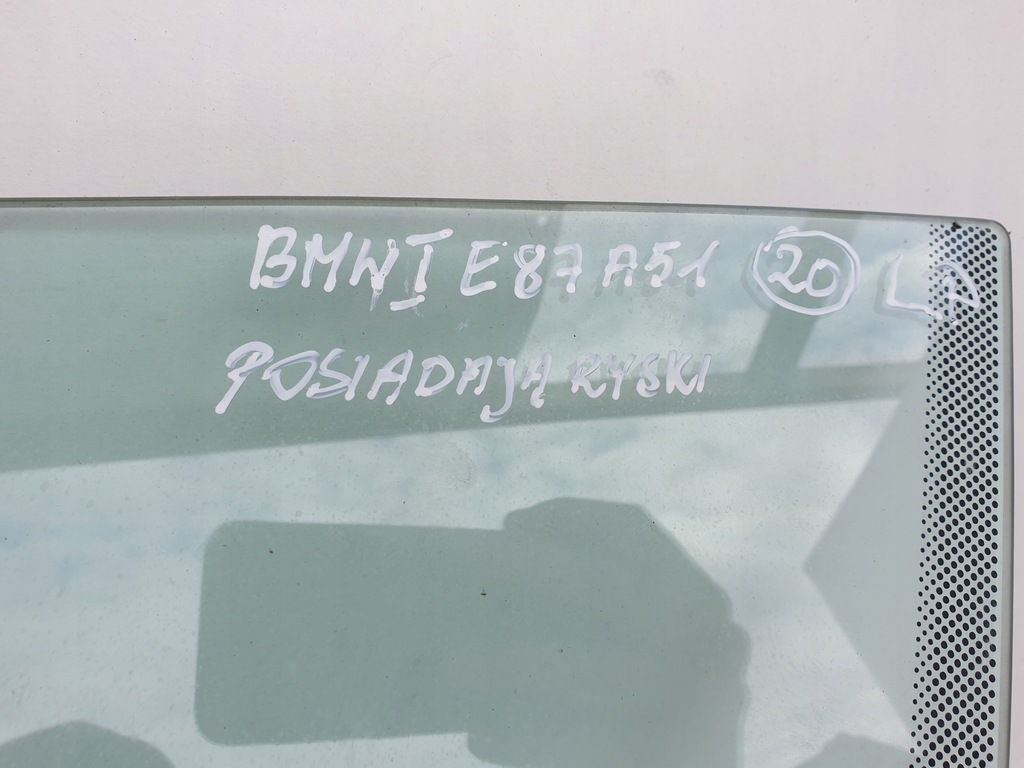 BMW I E87 A51 20 LP
POSIADAJĄ RYSKI